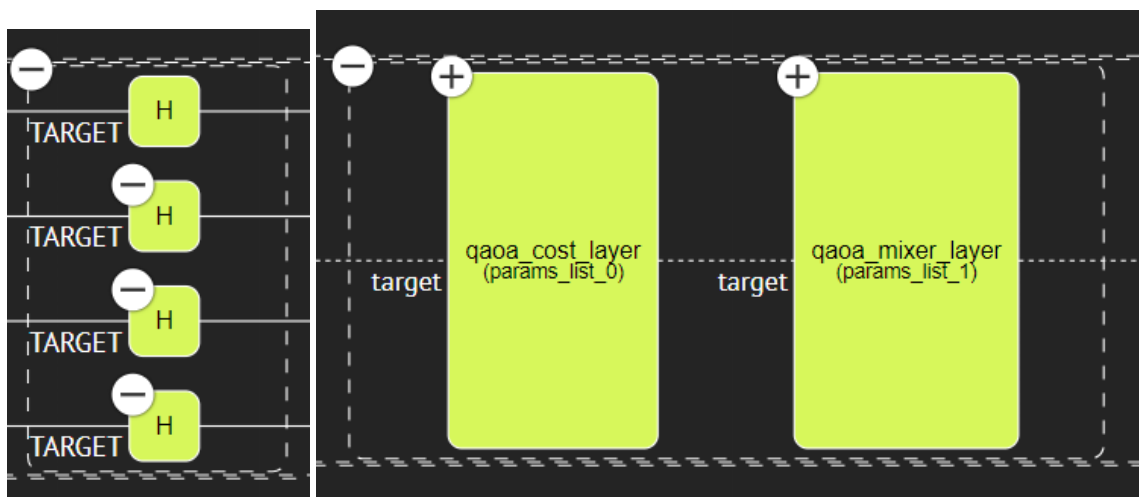 H
TARGET
H
TARGET
H
TARGET
H
TARGET
qaoa_cost_layer
(params_list_0)
target
qaoa_mixer_layer
(params_list_1)
target